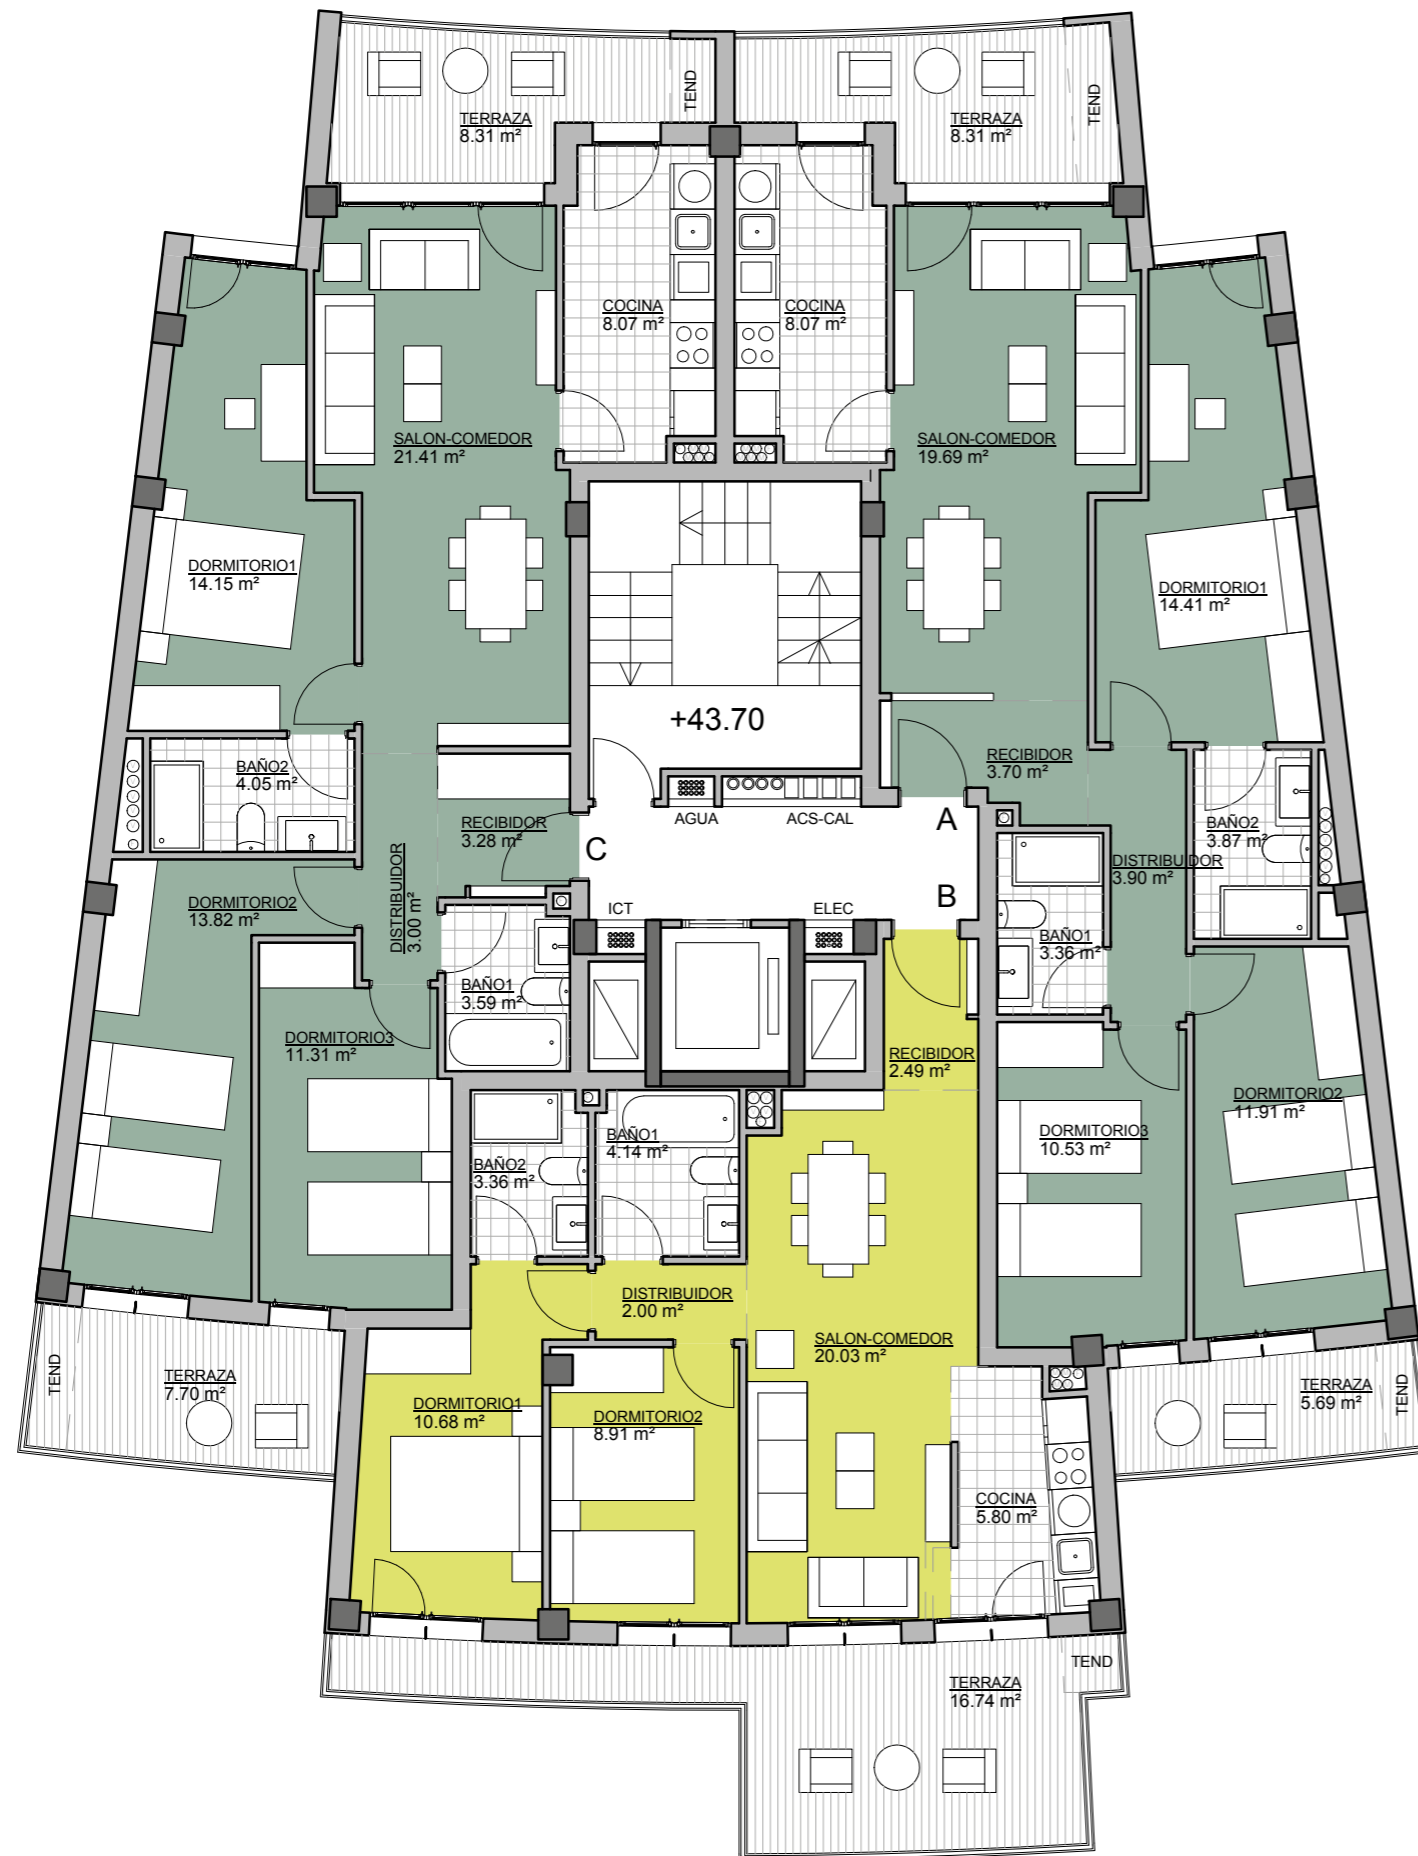 TEND
TEND
TERRAZA
8.31 m²
TERRAZA
8.31 m²
COCINA
8.07 m²
COCINA
8.07 m²
SALON-COMEDOR
21.41 m²
SALON-COMEDOR
19.69 m²
DORMITORIO1
14.15 m²
DORMITORIO1
14.41 m²
+43.70
RECIBIDOR
3.70 m²
BAÑO2
4.05 m²
RECIBIDOR
3.28 m²
AGUA
ACS-CAL
A
BAÑO2
3.87 m²
C
DISTRIBUIDOR
3.90 m²
DORMITORIO2
13.82 m²
DISTRIBUIDOR
3.00 m²
ICT
ELEC
B
BAÑO1
3.36 m²
BAÑO1
3.59 m²
DORMITORIO3
11.31 m²
RECIBIDOR
2.49 m²
DORMITORIO2
11.91 m²
BAÑO1
4.14 m²
DORMITORIO3
10.53 m²
BAÑO2
3.36 m²
DISTRIBUIDOR
2.00 m²
SALON-COMEDOR
20.03 m²
TEND
TERRAZA
7.70 m²
TERRAZA
5.69 m²
TEND
DORMITORIO1
10.68 m²
DORMITORIO2
8.91 m²
COCINA
5.80 m²
TEND
TERRAZA
16.74 m²